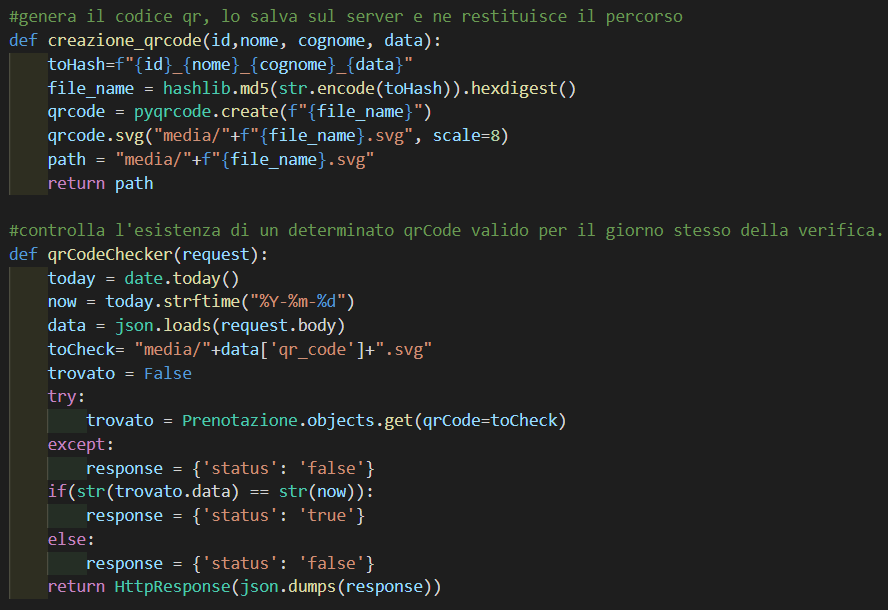 #genera il codice qr, lo salva sul server e ne restituisce il percorso
def creazione_qrcode(id,nome, cognome, data):
    toHash=f"{id}_{nome}_{cognome}_{data}"
    file_name = hashlib.md5(str.encode(toHash)).hexdigest()
    qrcode = pyqrcode.create(f"{file_name}")
    qrcode.svg("media/"+f"{file_name}.svg", scale=8)
    path = "media/"+f"{file_name}.svg"
    return path

#controlla l'esistenza di un determinato qrCode valido per il giorno stesso della verifica.
def qrCodeChecker(request):
    today = date.today()
    now = today.strftime("%Y-%m-%d")
    data = json.loads(request.body)
    toCheck= "media/"+data['qr_code']+".svg"
    trovato = False
    try:
        trovato = Prenotazione.objects.get(qrCode=toCheck)
    except:
        response = {'status': 'false'}
    if(str(trovato.data) == str(now)):
        response = {'status': 'true'}
    else:
        response = {'status': 'false'}
    return HttpResponse(json.dumps(response))